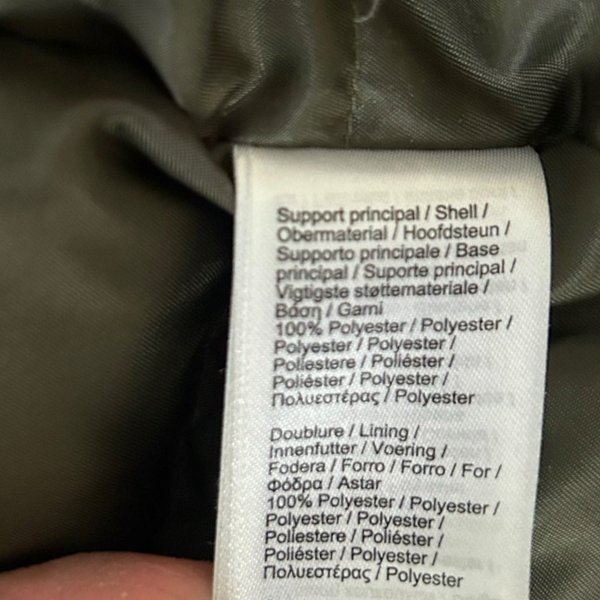 Support principal / Shell /
Obermaterial / Hoofdsteun /
Supporto principale / Base
principal / Suporte principal /
Vigtigste støttemateriale /
Βάση / Garni
100% Polyester / Polyester /
Polyester / Polyester /
Poliestere / Poliéster /
Poliéster / Polyester /
Πολυεστέρας / Polyester
Doublure / Lining /
Innenfutter / Voering /
Fodera / Forro / Forro / For /
Φόδρα / Astar
100% Polyester / Polyester /
Polyester / Polyester /
Poliestere / Poliéster /
Poliéster / Polyester /
Πολυεστέρας / Polyester